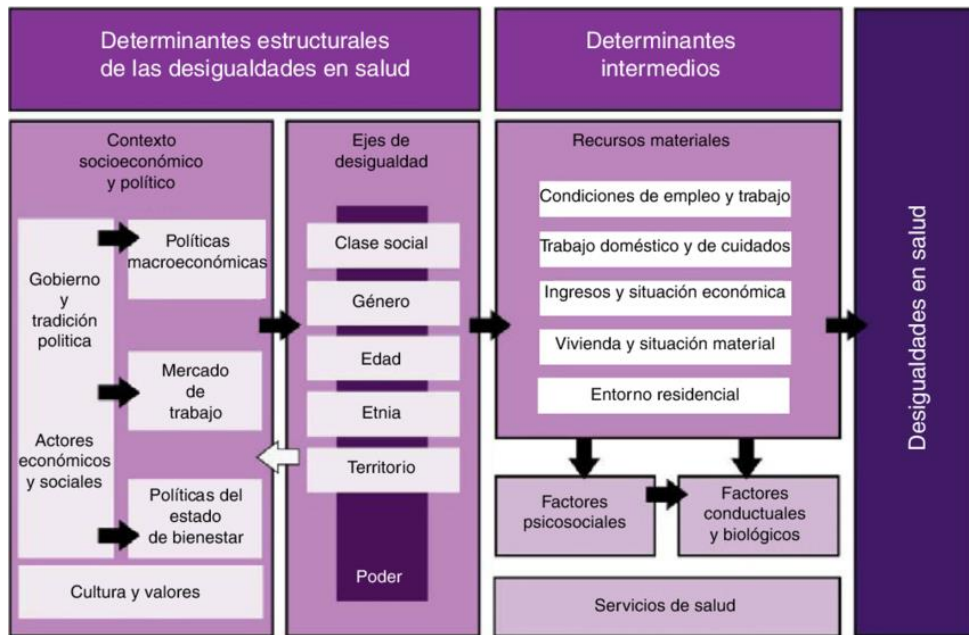 Determinantes estructurales
de las desigualdades en salud
Determinantes
intermedios
Contexto
socioeconómico
y político
Gobierno
y
tradición
politica
Actores
económicos
y sociales
Políticas
macroeconómicas
Mercado
de
trabajo
Políticas del
estado
de bienestar
Cultura y valores
Ejes de
desigualdad
Clase social
Género
Edad
Etnia
Territorio
Poder
Recursos materiales
Condiciones de empleo y trabajo
Trabajo doméstico y de cuidados
Ingresos y situación económica
Vivienda y situación material
Entorno residencial
Factores
psicosociales
Factores
conductuales
y biológicos
Servicios de salud
Desigualdades en salud